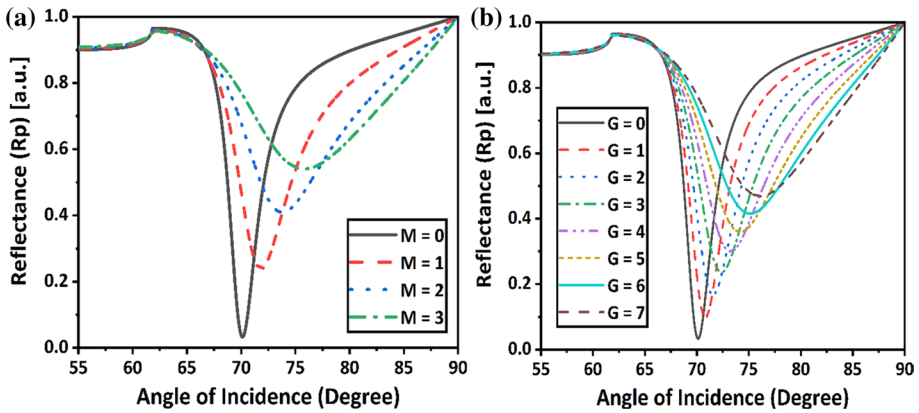 (a)
Reflectance (Rp) [a.u.]
1.0
0.8
0.6
0.4
0.2
0.0
M = 0
M = 1
M = 2
M = 3
55 60 65 70 75 80 85 90
Angle of Incidence (Degree)
(b)
Reflectance (Rp) [a.u.]
1.0
0.8
0.6
0.4
0.2
0.0
G = 0
G = 1
G = 2
G = 3
G = 4
G = 5
G = 6
G = 7
55 60 65 70 75 80 85 90
Angle of Incidence (Degree)